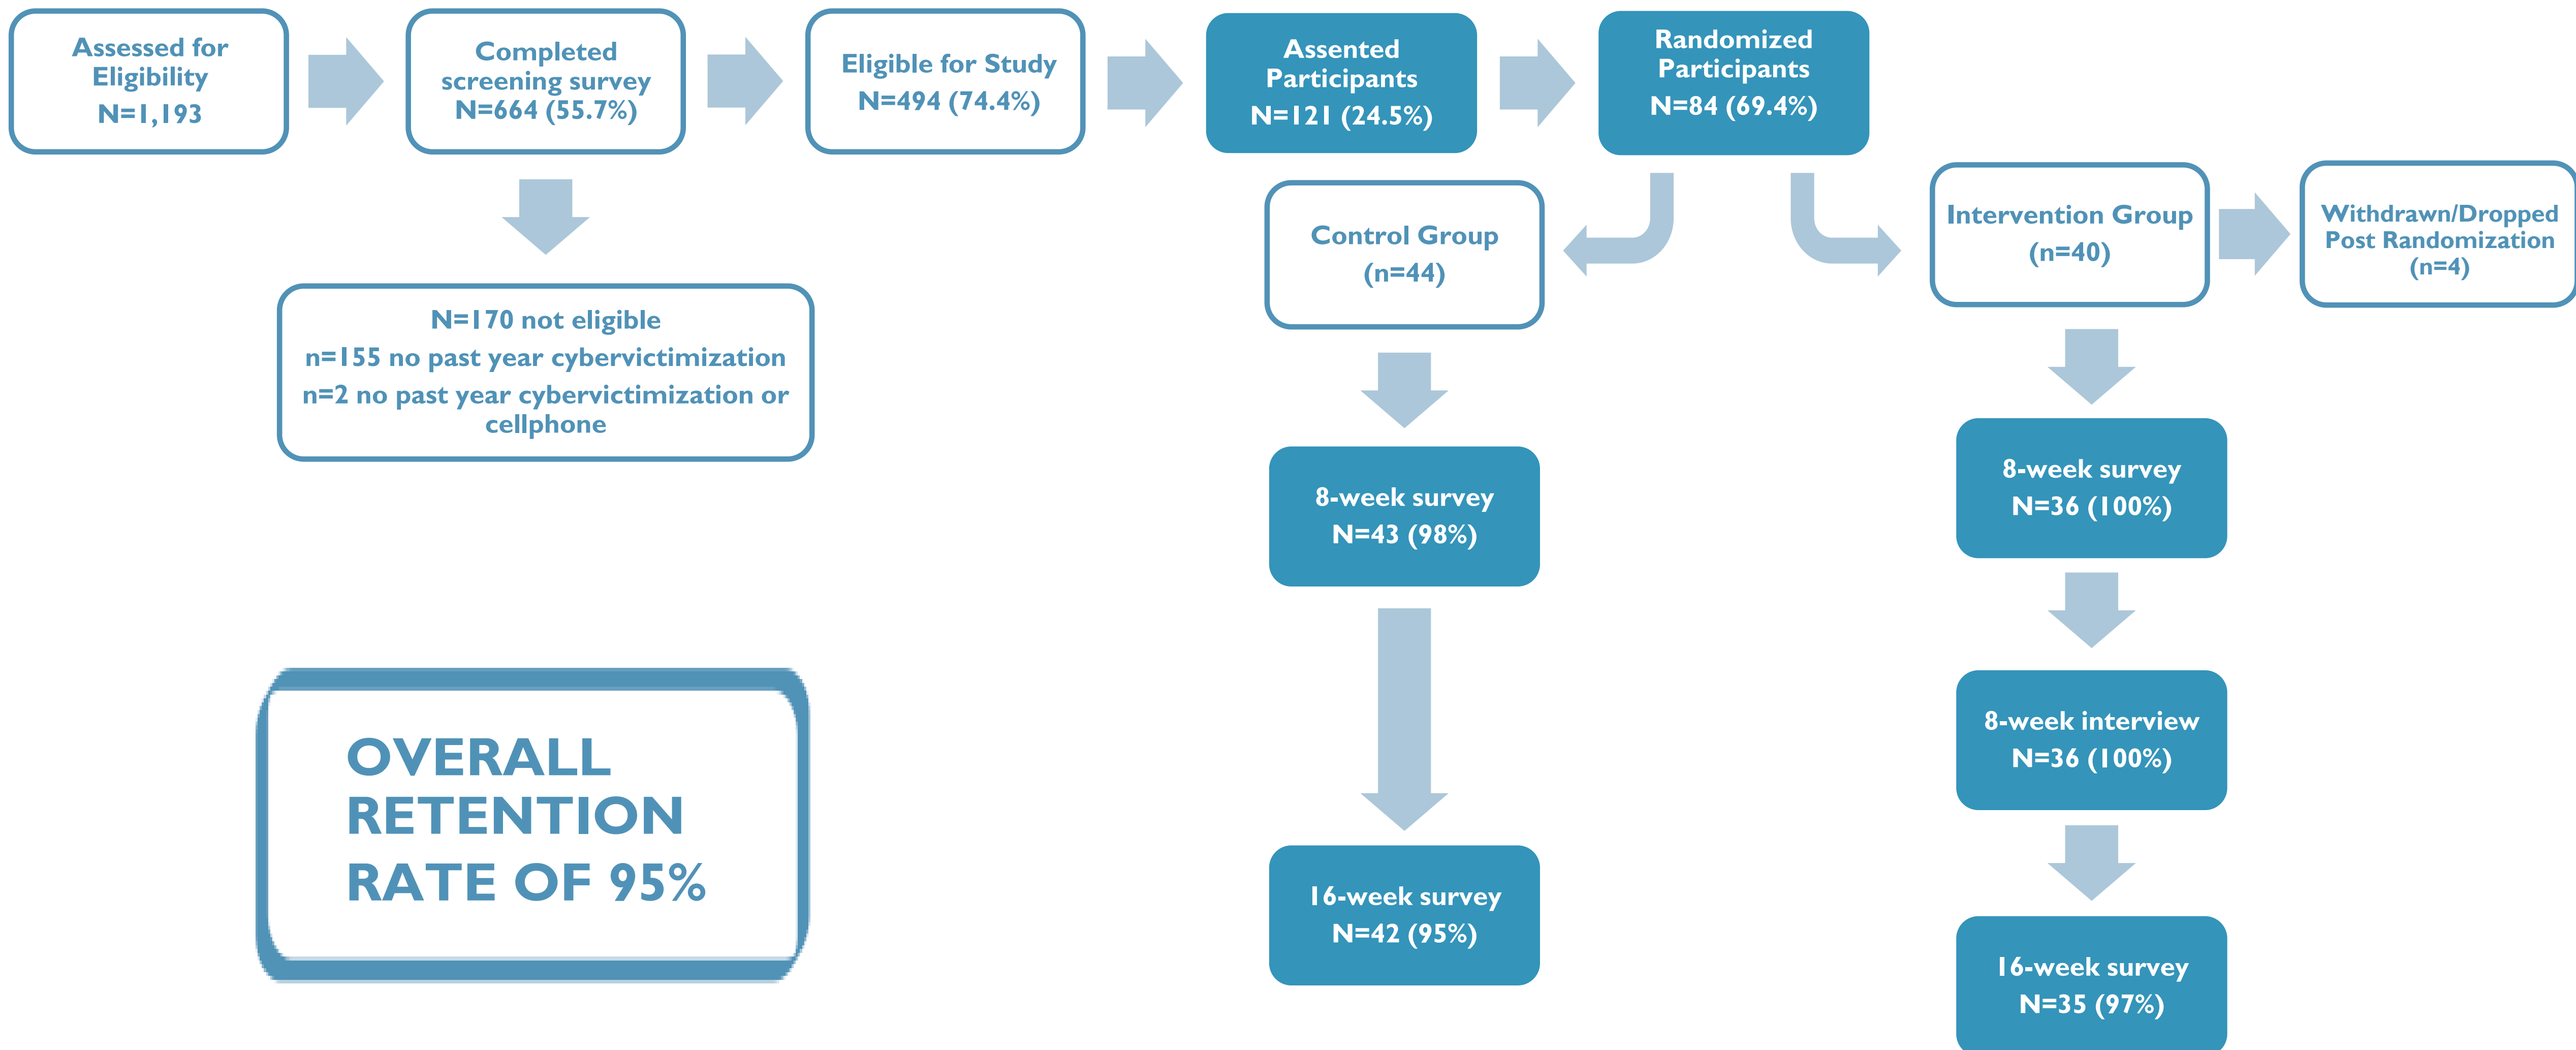 Assessed for
Eligibility
N=1,193
Completed
screening survey
N=664 (55.7%)
Eligible for Study
N=494 (74.4%)
Assented
Participants
N=121 (24.5%)
Randomized
Participants
N=84 (69.4%)
N=170 not eligible
n=155 no past year cybervictimization
n=2 no past year cybervictimization or
cellphone
Control Group
(n=44)
Intervention Group
(n=40)
Withdrawn/Dropped
Post Randomization
(n=4)
8-week survey
N=43 (98%)
16-week survey
N=42 (95%)
8-week survey
N=36 (100%)
8-week interview
N=36 (100%)
16-week survey
N=35 (97%)
OVERALL
RETENTION
RATE OF 95%